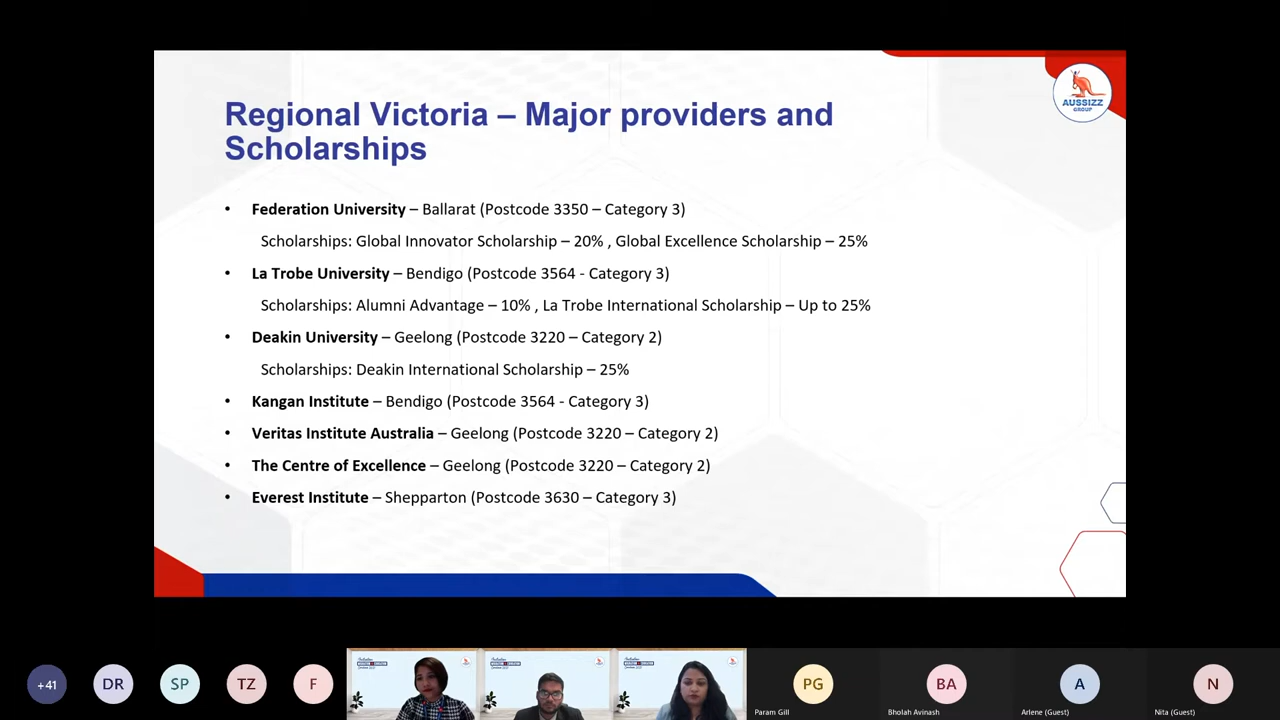 AUSSIZZ
GROUP
Regional Victoria – Major providers and
Scholarships
• Federation University – Ballarat (Postcode 3350 – Category 3)
Scholarships: Global Innovator Scholarship – 20% , Global Excellence Scholarship – 25%
• La Trobe University – Bendigo (Postcode 3564 - Category 3)
Scholarships: Alumni Advantage – 10% , La Trobe International Scholarship – Up to 25%
• Deakin University – Geelong (Postcode 3220 – Category 2)
Scholarships: Deakin International Scholarship – 25%
• Kangan Institute – Bendigo (Postcode 3564 - Category 3)
• Veritas Institute Australia – Geelong (Postcode 3220 – Category 2)
• The Centre of Excellence – Geelong (Postcode 3220 – Category 2)
• Everest Institute – Shepparton (Postcode 3630 – Category 3)
+41
DR
SP
TZ
F
PG
BA
A
N
Param Gill
Bholah Avinash
Arlene (Guest)
Nita (Guest)